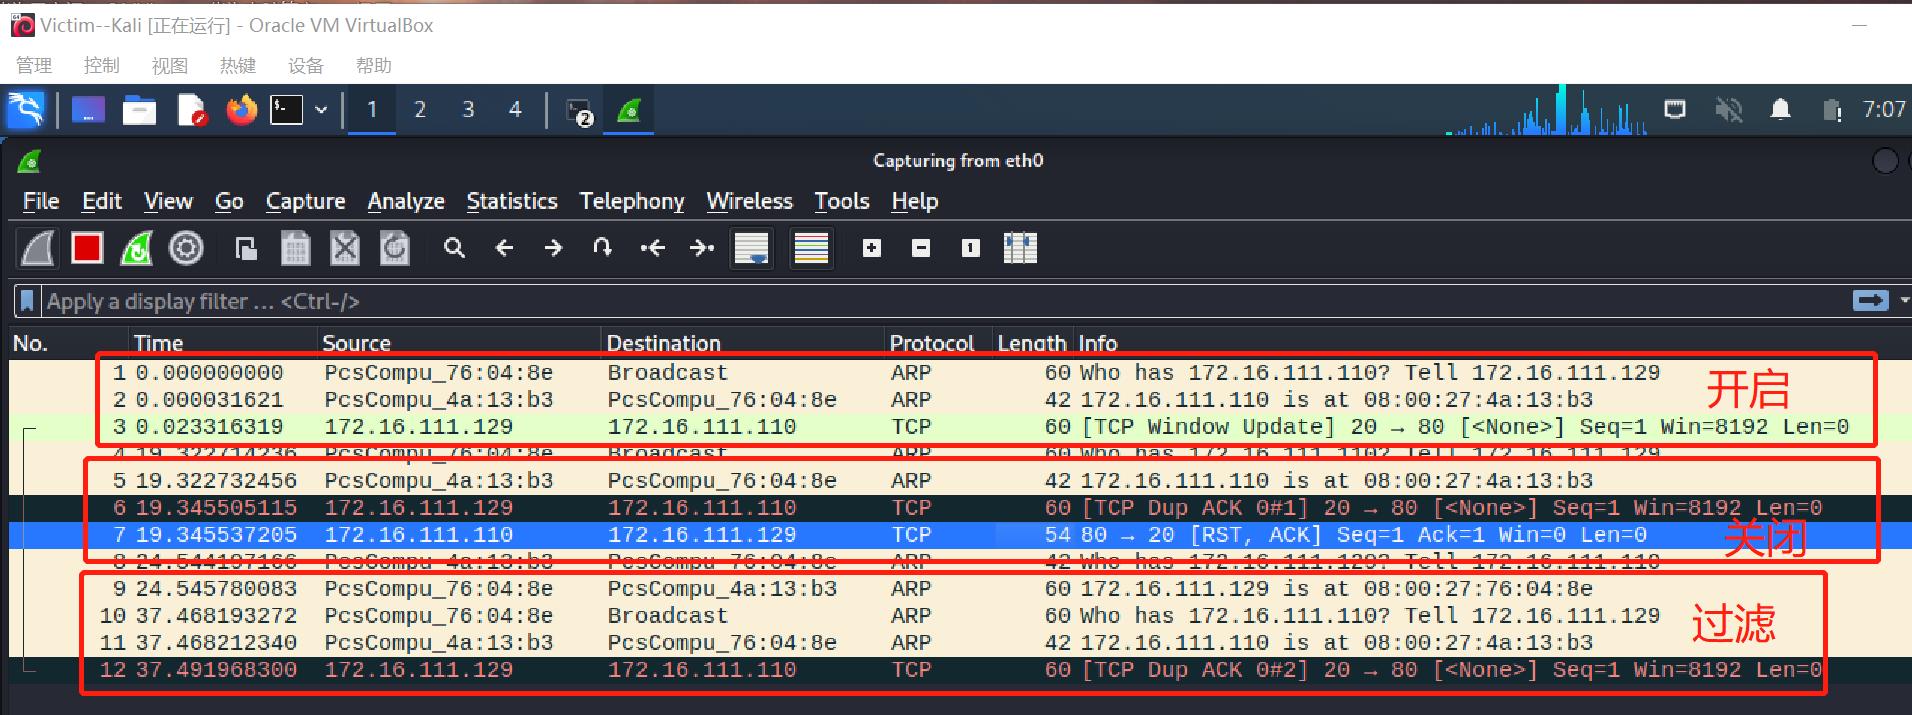 Victim--Kali [正在运行] - Oracle VM VirtualBox
管理 控制 视图 热键 设备 帮助
1 2 3 4 2 7:07
Capturing from eth0
File Edit View Go Capture Analyze Statistics Telephony Wireless Tools Help
Apply a display filter … <Ctrl-/>
No. Time Source Destination Protocol Length Info
1 0.000000000 PcsCompu_76:04:8e Broadcast ARP 60 Who has 172.16.111.110? Tell 172.16.111.129
开启
2 0.000031621 PcsCompu_4a:13:b3 PcsCompu_76:04:8e ARP 42 172.16.111.110 is at 08:00:27:4a:13:b3
3 0.023316319 172.16.111.129 172.16.111.110 TCP 60 [TCP Window Update] 20 → 80 [<None>] Seq=1 Win=8192 Len=0
4 19.322714236 PcsCompu_76:04:8e Broadcast ARP 60 Who has 172.16.111.110? Tell 172.16.111.129
5 19.322732456 PcsCompu_4a:13:b3 PcsCompu_76:04:8e ARP 42 172.16.111.110 is at 08:00:27:4a:13:b3
6 19.345505115 172.16.111.129 172.16.111.110 TCP 60 [TCP Dup ACK 0#1] 20 → 80 [<None>] Seq=1 Win=8192 Len=0
7 19.345537205 172.16.111.110 172.16.111.129 TCP 54 80 → 20 [RST, ACK] Seq=1 Ack=1 Win=0 Len=0
关闭
8 24.544197166 PcsCompu_4a:13:b3 PcsCompu_76:04:8e ARP 42 Who has 172.16.111.129? Tell 172.16.111.110
9 24.545780083 PcsCompu_76:04:8e PcsCompu_4a:13:b3 ARP 60 172.16.111.129 is at 08:00:27:76:04:8e
10 37.468193272 PcsCompu_76:04:8e Broadcast ARP 60 Who has 172.16.111.110? Tell 172.16.111.129
过滤
11 37.468212340 PcsCompu_4a:13:b3 PcsCompu_76:04:8e ARP 42 172.16.111.110 is at 08:00:27:4a:13:b3
12 37.491968300 172.16.111.129 172.16.111.110 TCP 60 [TCP Dup ACK 0#2] 20 → 80 [<None>] Seq=1 Win=8192 Len=0